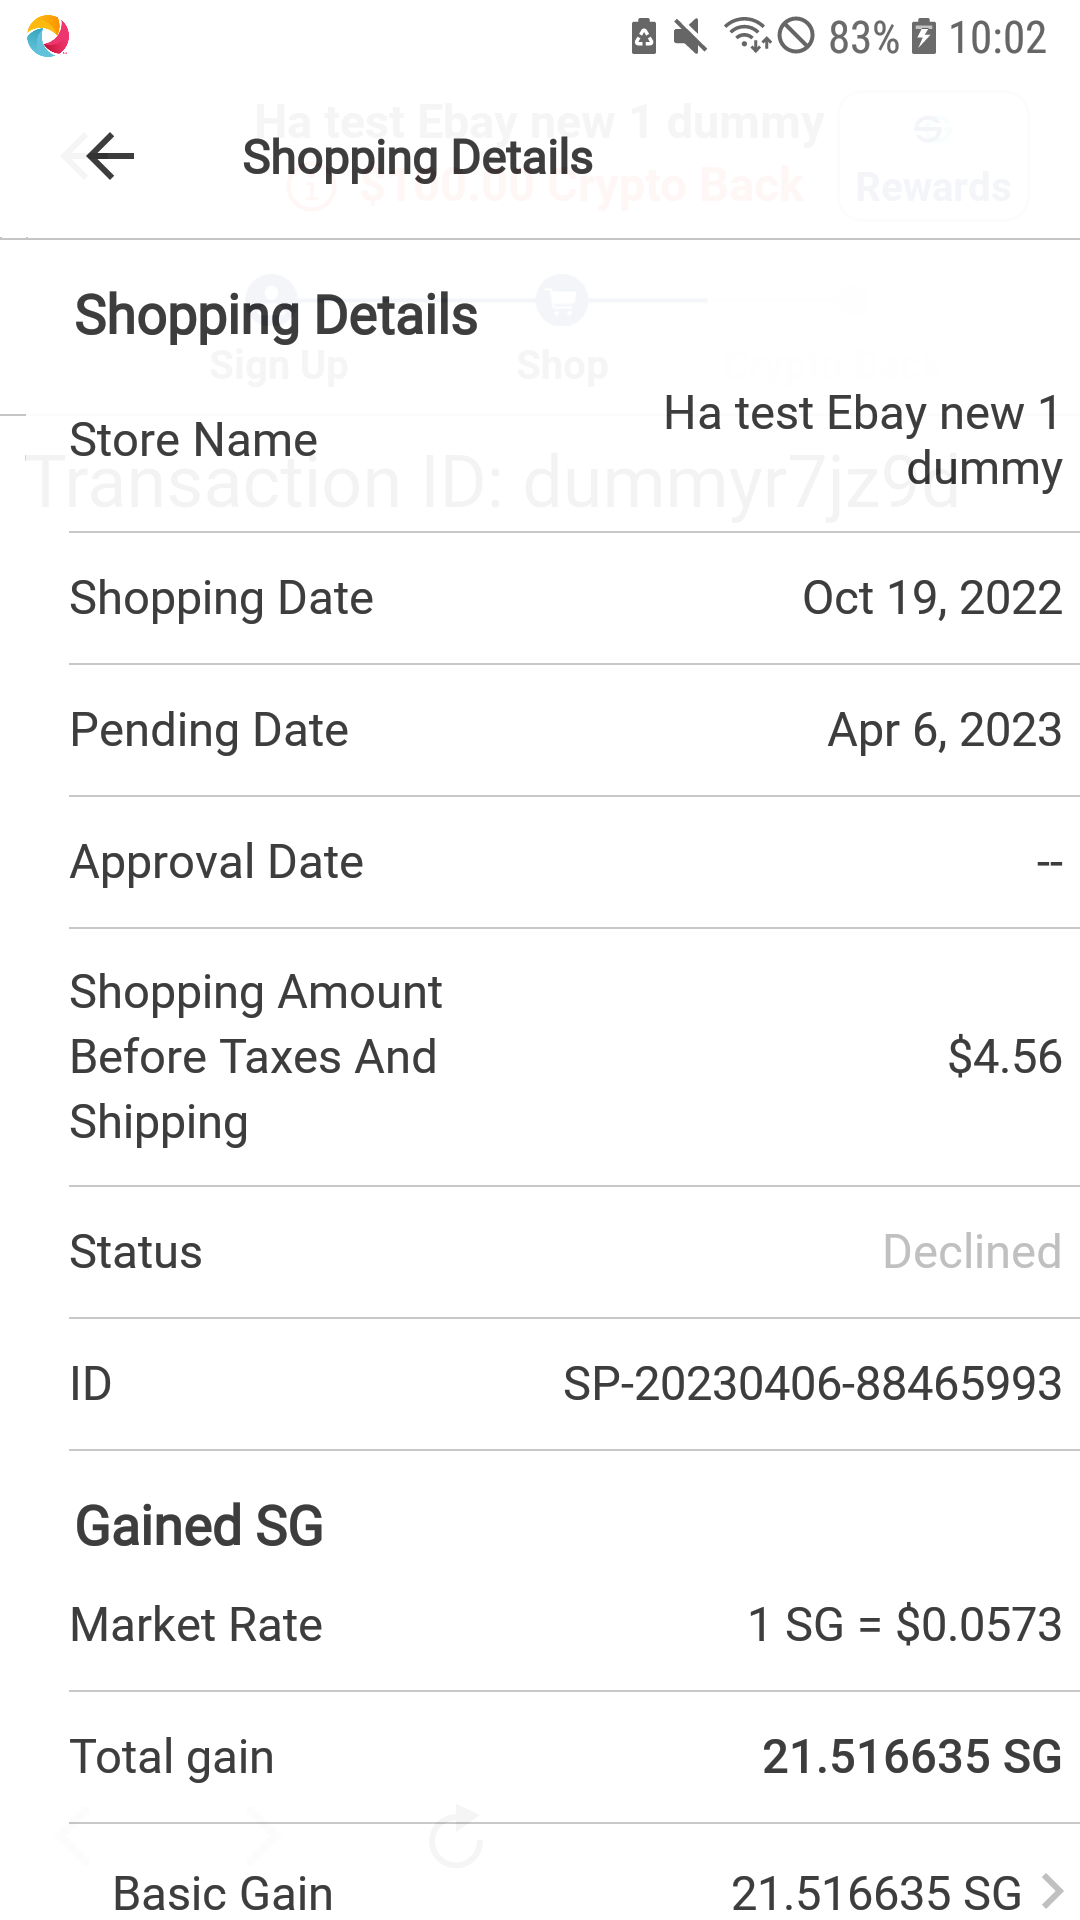 83% 10:02
Ha test Ebay new 1 dummy
Shopping Details
$100.00 Crypto Back
Rewards
Shopping Details
Sign Up Shop Crypto Back
Store Name Ha test Ebay new 1 dummy
Transaction ID: dummyr7jz9d
Shopping Date Oct 19, 2022
Pending Date Apr 6, 2023
Approval Date --
Shopping Amount
Before Taxes And
Shipping
$4.56
Status Declined
ID SP-20230406-88465993
Gained SG
Market Rate 1 SG = $0.0573
Total gain 21.516635 SG
Basic Gain 21.516635 SG